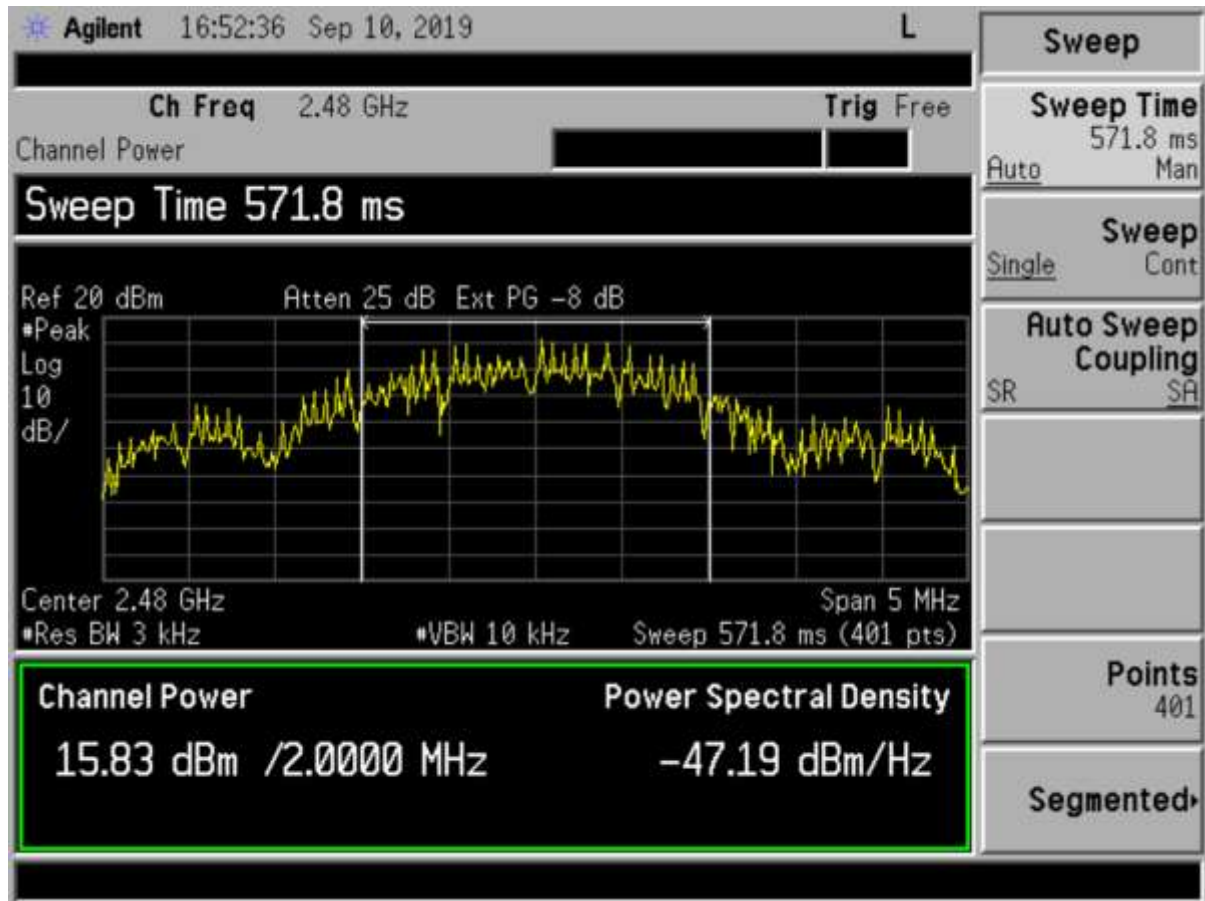 Agilent 16:52:36 Sep 10, 2019 L
Ch Freq 2.48 GHz Trig Free
Channel Power
Sweep Time 571.8 ms
Ref 20 dBm Atten 25 dB Ext PG -8 dB
#Peak
Log
10
dB/
Center 2.48 GHz Span 5 MHz
#Res BW 3 kHz #VBW 10 kHz Sweep 571.8 ms (401 pts)
Channel Power Power Spectral Density
15.83 dBm /2.0000 MHz -47.19 dBm/Hz
Sweep
Sweep Time
571.8 ms
Auto Man
Sweep
Single Cont
Auto Sweep
Coupling
SR SA
Points
401
Segmented